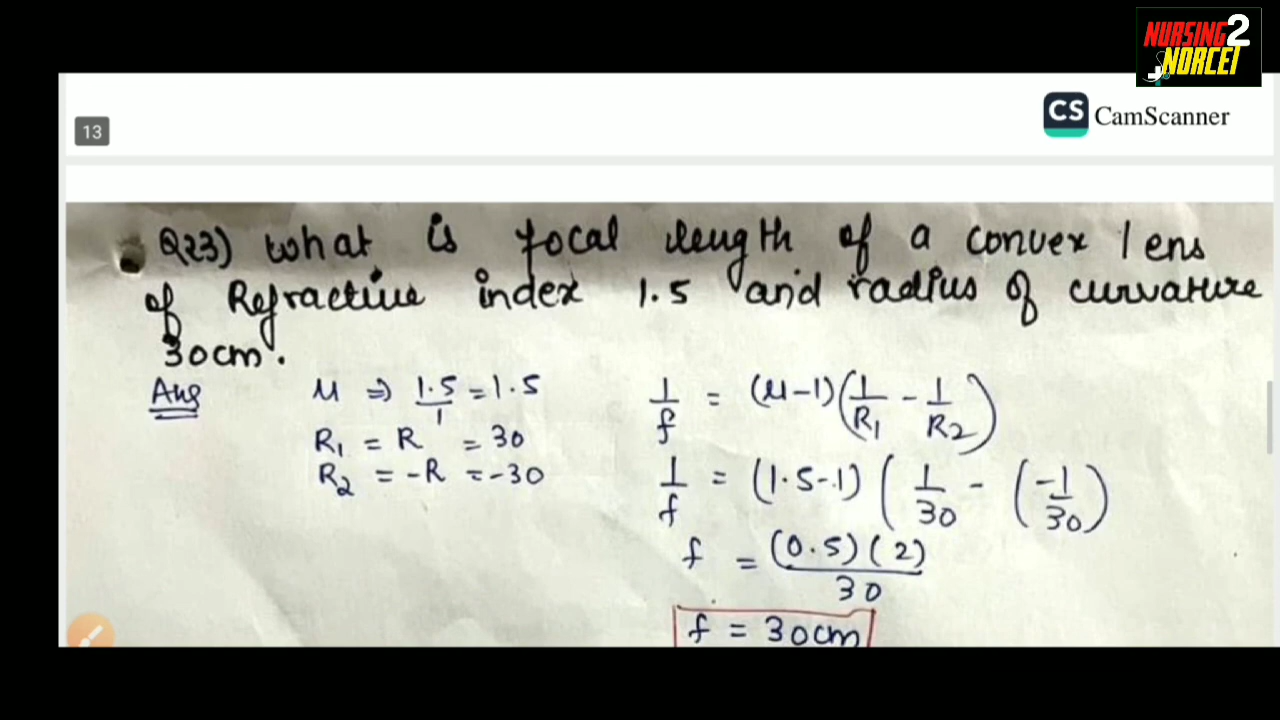 NURSING 2
NORCET
CS CamScanner
13
Q23) What is focal length of a convex lens
of Refractive index 1.5 and radius of curvature
30cm.
Ans
μ ⇒ 1.5/1 = 1.5
R₁ = R = 30
R₂ = -R = -30
1/f = (μ-1)(1/R₁ - 1/R₂)
1/f = (1.5-1)(1/30 - (-1/30)
f = (0.5)(2)/30
f = 30cm